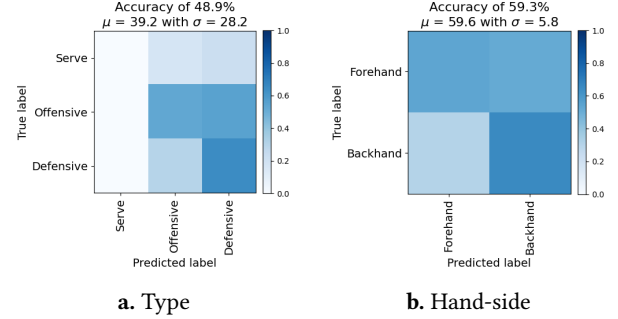 Accuracy of 48.9%
μ = 39.2 with σ = 28.2
True label
Serve
Offensive
Defensive
Serve
Offensive
Defensive
Predicted label
1.0
0.8
0.6
0.4
0.2
0.0
a. Type
Accuracy of 59.3%
μ = 59.6 with σ = 5.8
True label
Forehand
Backhand
Forehand
Backhand
Predicted label
1.0
0.8
0.6
0.4
0.2
0.0
b. Hand-side